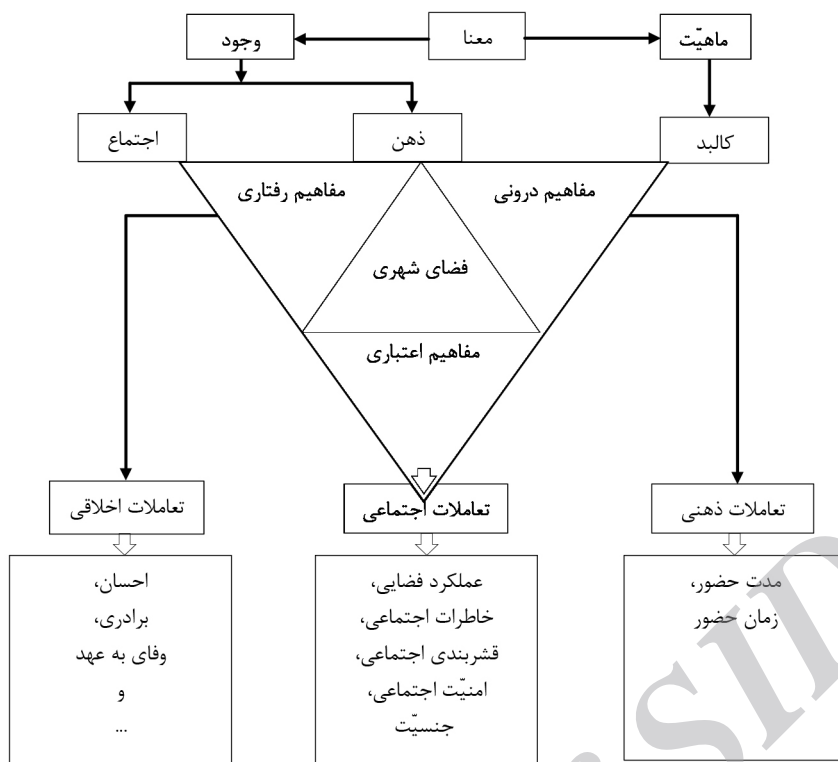 ماهیّت
معنا
وجود
کالبد
ذهن
اجتماع
مفاهیم درونی
مفاهیم رفتاری
فضای شهری
مفاهیم اعتباری
تعاملات ذهنی
تعاملات اجتماعی
تعاملات اخلاقی
مدت حضور،
زمان حضور
عملکرد فضایی،
خاطرات اجتماعی،
قشربندی اجتماعی،
امنیّت اجتماعی،
جنسیّت
احسان،
برادری،
وفای به عهد
و
...
SID